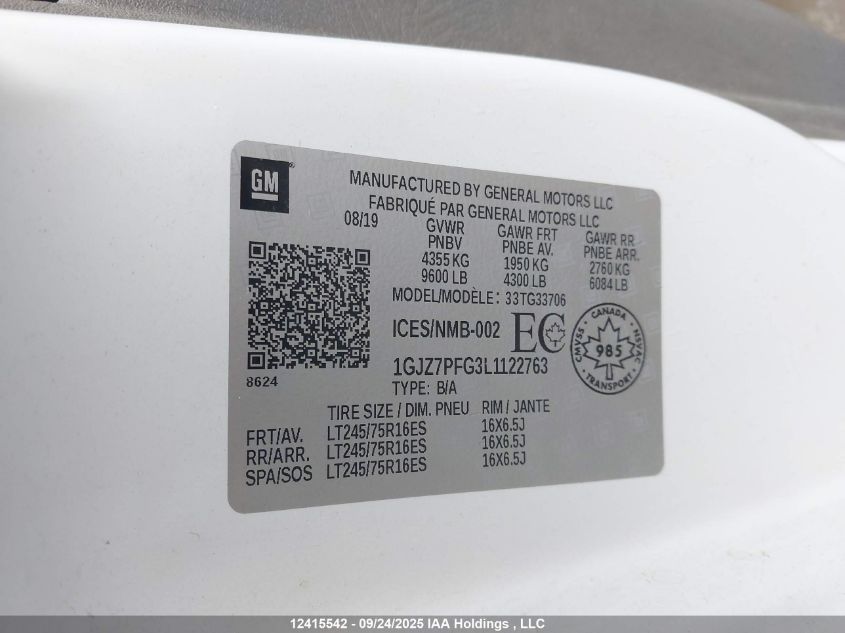 GM
MANUFACTURED BY GENERAL MOTORS LLC
FABRIQUÉ PAR GENERAL MOTORS LLC
08/19
GVWR GAWR FRT GAWR RR
PNBV PNBE AV. PNBE ARR.
4355 KG 1950 KG 2760 KG
9600 LB 4300 LB 6084 LB
MODEL/MODÈLE: 33TG33706
ICES/NMB-002 EC
CANADA
CMVSS 985 NSVAC
TRANSPORT
1GJZ7PFG3L1122763
8624
TYPE: B/A
TIRE SIZE / DIM. PNEU RIM / JANTE
FRT/AV. LT245/75R16ES 16X6.5J
RR/ARR. LT245/75R16ES 16X6.5J
SPA/SOS LT245/75R16ES 16X6.5J
12415542 - 09/24/2025 IAA Holdings , LLC